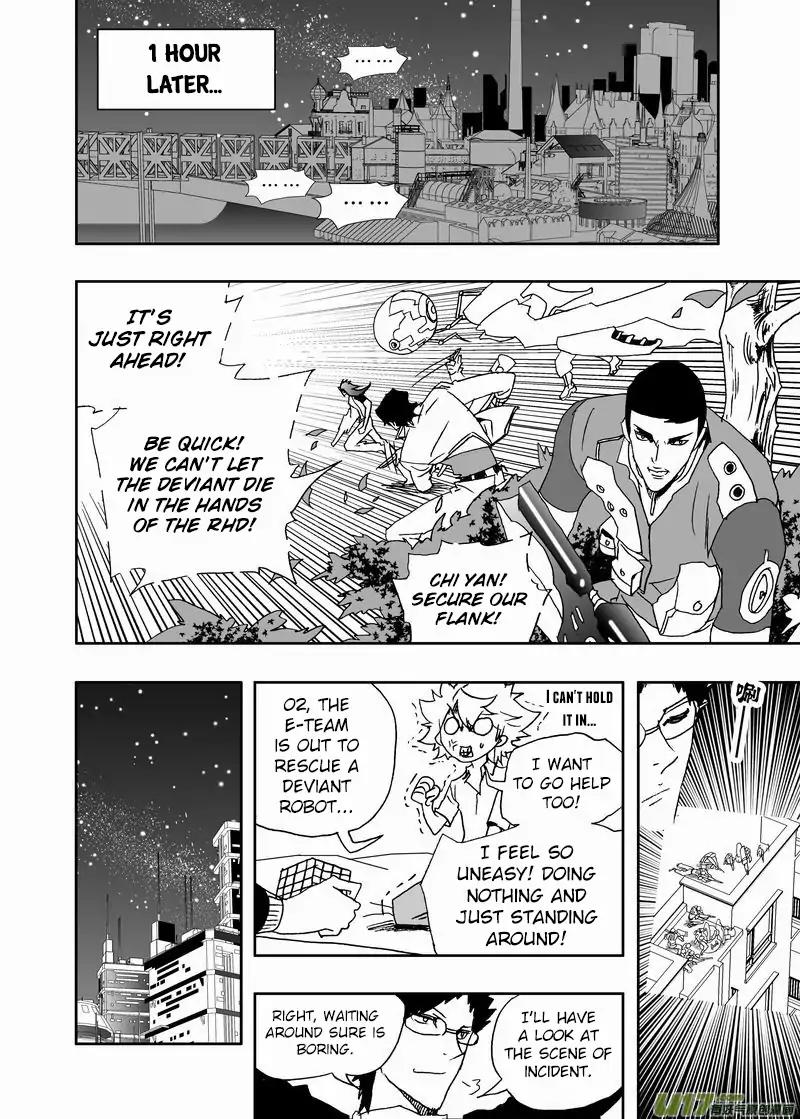 1 HOUR
LATER...
... ...
... ...
IT'S
JUST RIGHT
AHEAD!
BE QUICK!
WE CAN'T LET
THE DEVIANT DIE
IN THE HANDS
OF THE RHD!
CHI YAN!
SECURE OUR
FLANK!
02, THE
E-TEAM
IS OUT TO
RESCUE A
DEVIANT
ROBOT...
I CAN'T HOLD
IT IN...
I WANT
TO GO HELP
TOO!
I FEEL SO
UNEASY! DOING
NOTHING AND
JUST STANDING
AROUND!
唰
RIGHT, WAITING
AROUND SURE IS
BORING.
I'LL HAVE
A LOOK AT
THE SCENE OF
INCIDENT.
U17